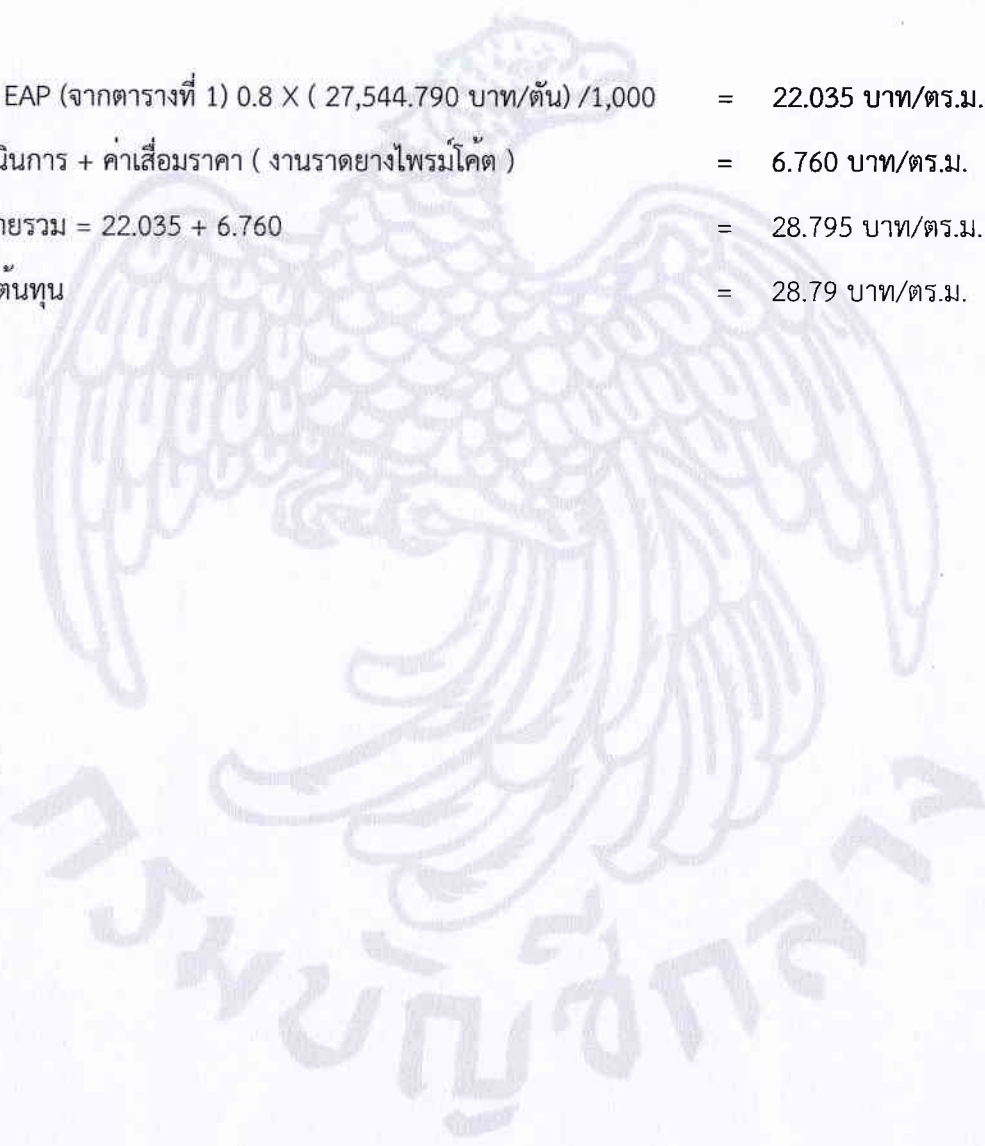 EAP (จากตารางที่ 1) 0.8 X ( 27,544.790 บาท/ตัน) /1,000 = 22.035 บาท/ตร.ม.
นินการ + ค่าเสื่อมราคา ( งานราดยางไพรม์โค้ต ) = 6.760 บาท/ตร.ม.
ายรวม = 22.035 + 6.760 = 28.795 บาท/ตร.ม.
ต้นทุน = 28.79 บาท/ตร.ม.
กรมบัญชีกลาง